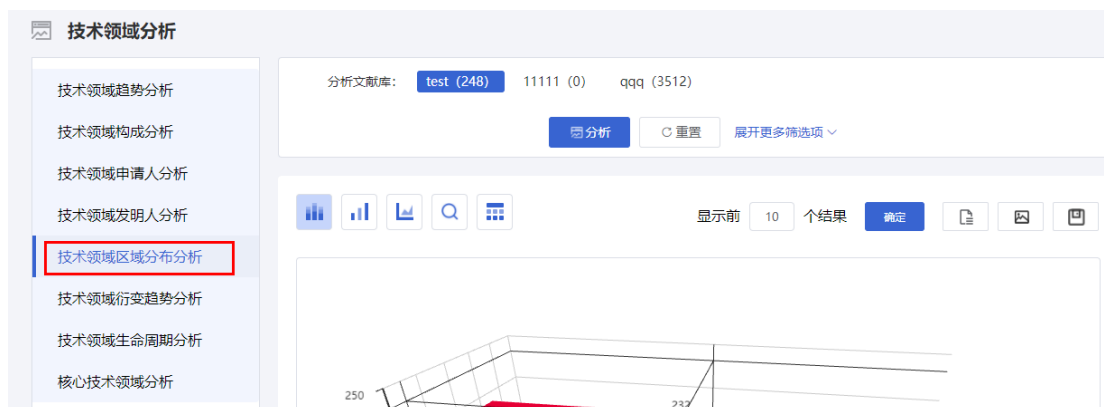 技术领域分析
技术领域趋势分析
技术领域构成分析
技术领域申请人分析
技术领域发明人分析
技术领域区域分布分析
技术领域衍变趋势分析
技术领域生命周期分析
核心技术领域分析
分析文献库： test (248) 11111 (0) qqq (3512)
分析 重置 展开更多筛选项
显示前 10 个结果 确定
250
232